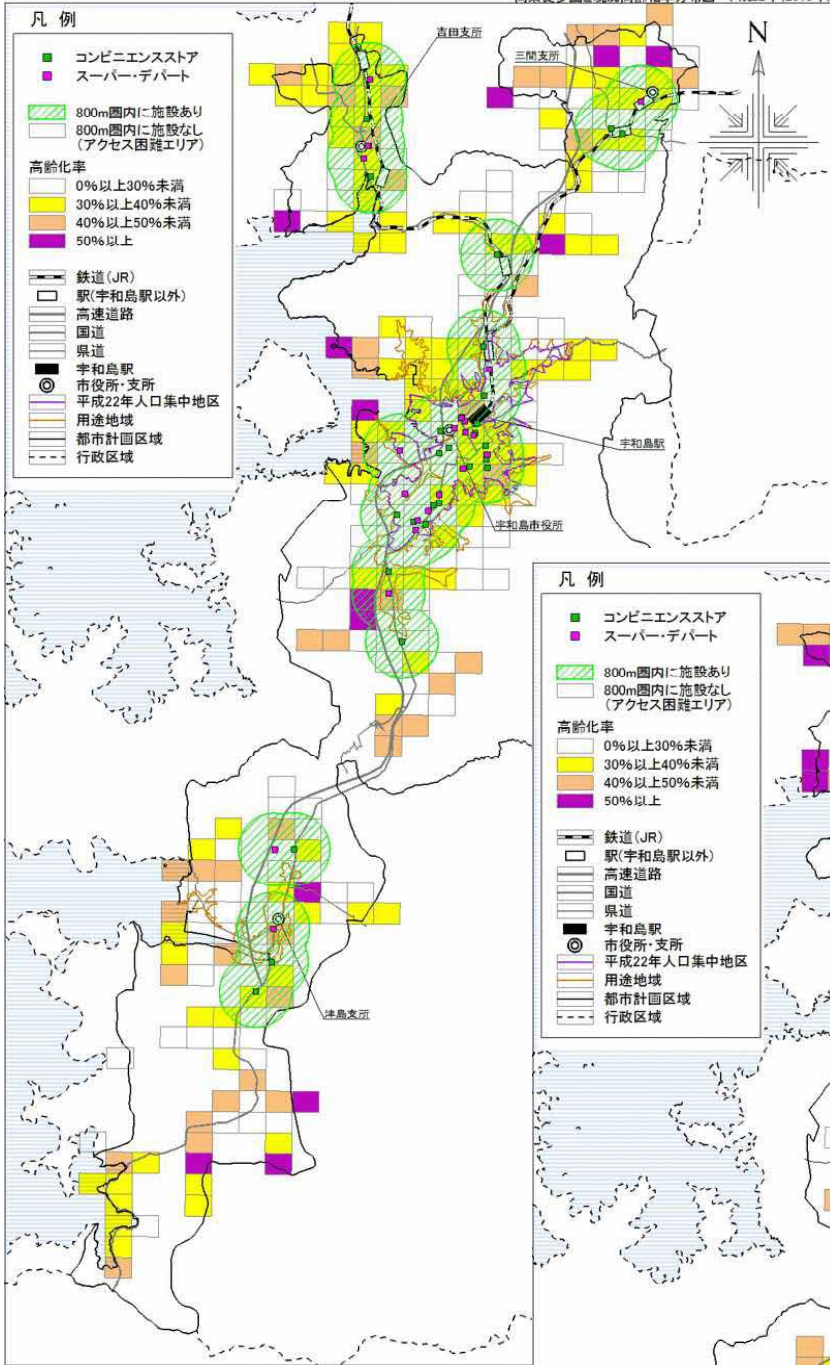 凡例
コンビニエンスストア
スーパー・デパート
800m圏内に施設あり
800m圏内に施設なし
(アクセス困難エリア)
高齢化率
0%以上30%未満
30%以上40%未満
40%以上50%未満
50%以上
鉄道(JR)
駅(宇和島駅以外)
高速道路
国道
県道
宇和島駅
市役所・支所
平成22年人口集中地区
用途地域
都市計画区域
行政区域
吉田支所
三間支所
N
宇和島駅
宇和島市役所
津島支所
凡例
コンビニエンスストア
スーパー・デパート
800m圏内に施設あり
800m圏内に施設なし
(アクセス困難エリア)
高齢化率
0%以上30%未満
30%以上40%未満
40%以上50%未満
50%以上
鉄道(JR)
駅(宇和島駅以外)
高速道路
国道
県道
宇和島駅
市役所・支所
平成22年人口集中地区
用途地域
都市計画区域
行政区域